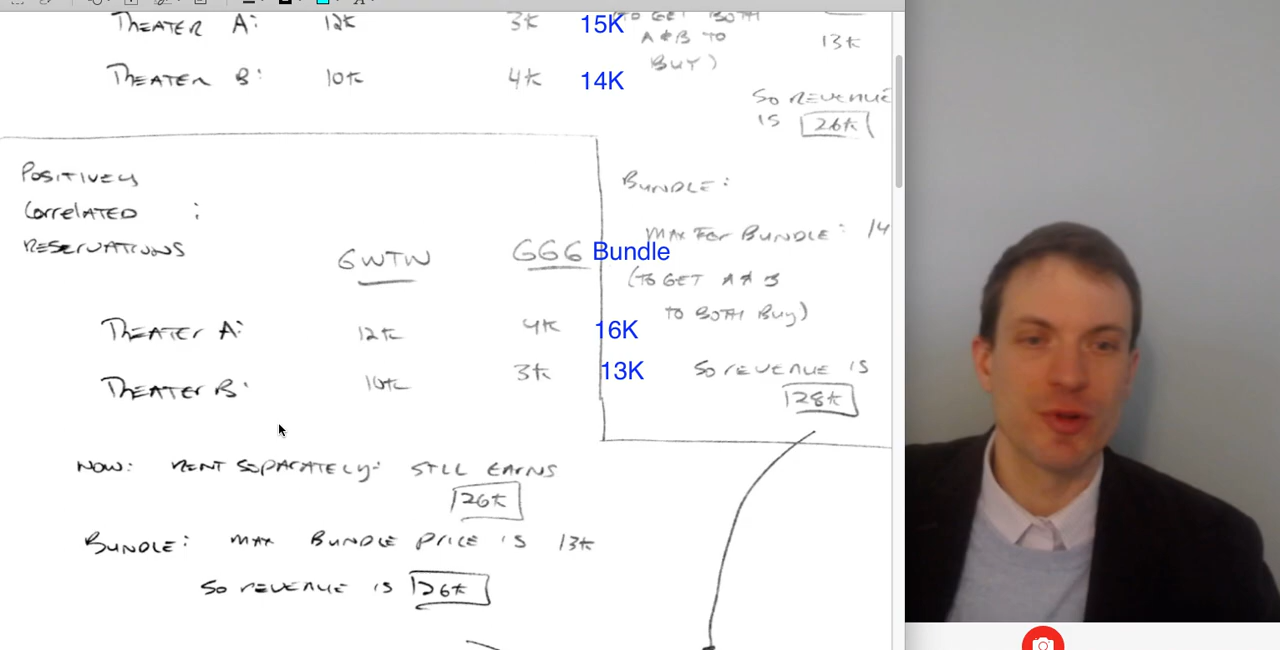 THEATER A: 12K 3K 15K
(TO GET BOTH
A & B TO
BUY)
13K
THEATER B: 10K 4K 14K
SO REVENUE
IS 26K
POSITIVELY
CORRELATED :
RESERVATIONS
GWTW GGG Bundle
THEATER A: 12K 4K 16K
THEATER B: 10K 3K 13K
BUNDLE:
MAX FOR BUNDLE: 14
(TO GET A & B
TO BOTH BUY)
SO REVENUE IS
28K
NOW: RENT SEPARATELY: STILL EARNS
26K
BUNDLE: MAX BUNDLE PRICE IS 13K
SO REVENUE IS 26K